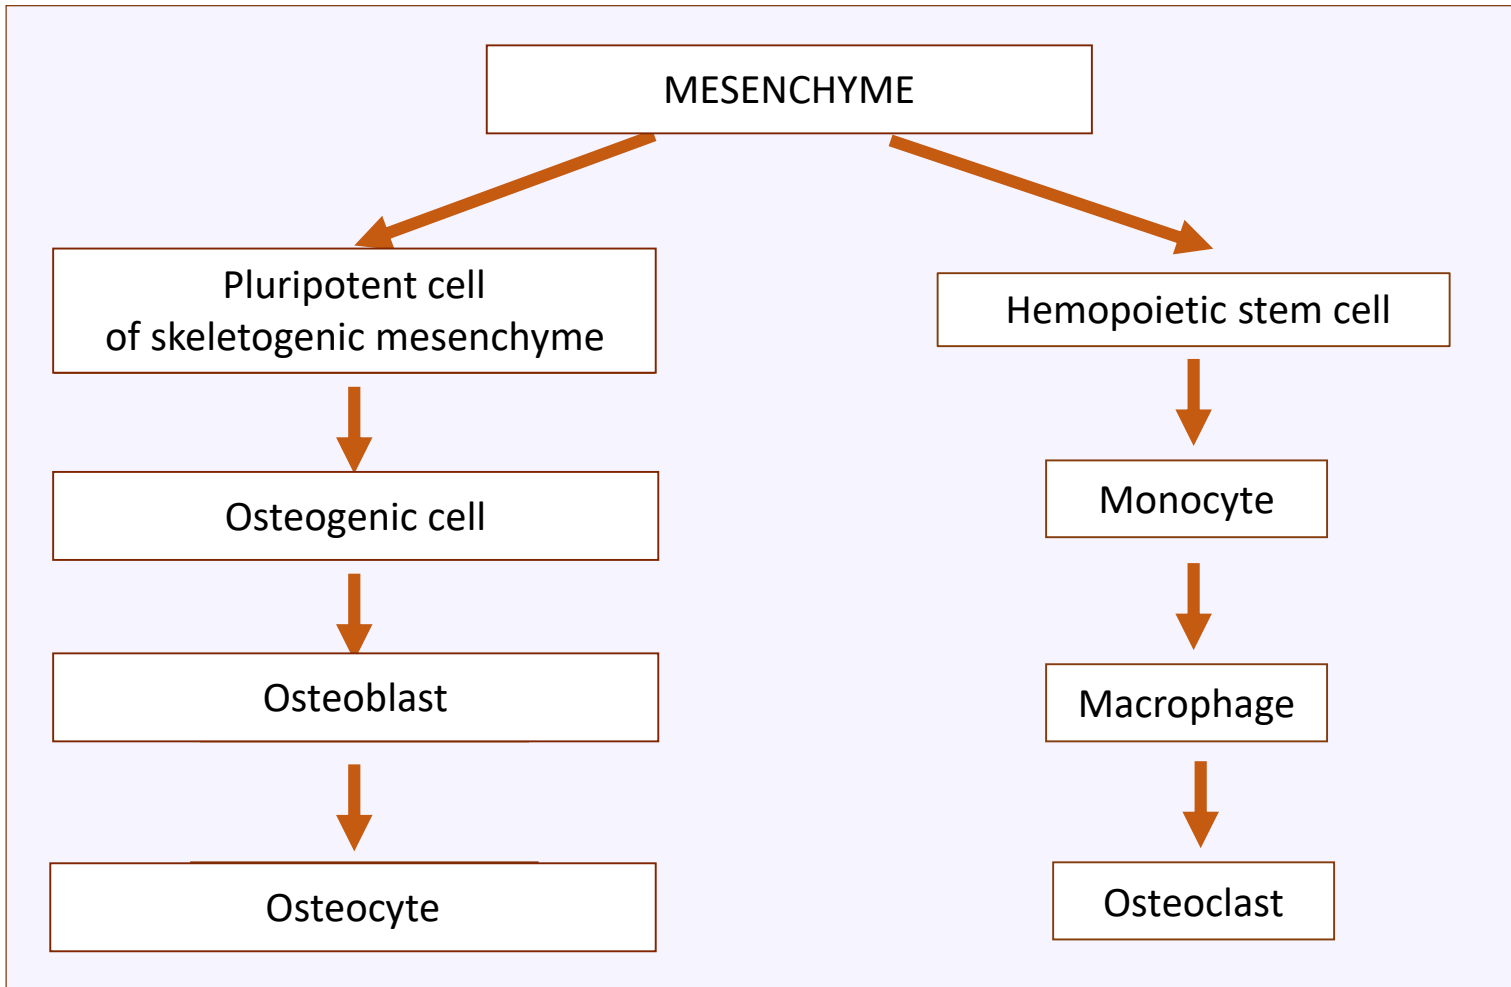 MESENCHYME
Pluripotent cell
of skeletogenic mesenchyme
Hemopoietic stem cell
Osteogenic cell
Monocyte
Osteoblast
Macrophage
Osteocyte
Osteoclast